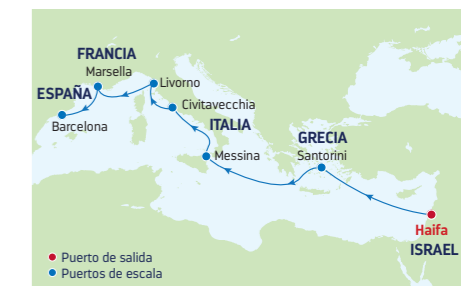 FRANCIA
Marsella
ESPAÑA
Livorno
Civitavecchia
Barcelona
ITALIA
GRECIA
Messina
Santorini
Haifa
ISRAEL
Puerto de salida
Puertos de escala